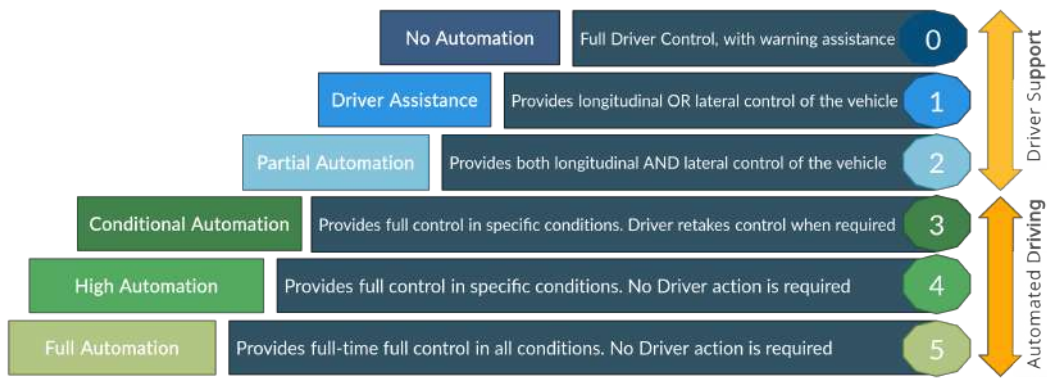 No Automation
Full Driver Control, with warning assistance
0
Driver Assistance
Provides longitudinal OR lateral control of the vehicle
1
Partial Automation
Provides both longitudinal AND lateral control of the vehicle
2
Conditional Automation
Provides full control in specific conditions. Driver retakes control when required
3
High Automation
Provides full control in specific conditions. No Driver action is required
4
Full Automation
Provides full-time full control in all conditions. No Driver action is required
5
Driver Support
Automated Driving